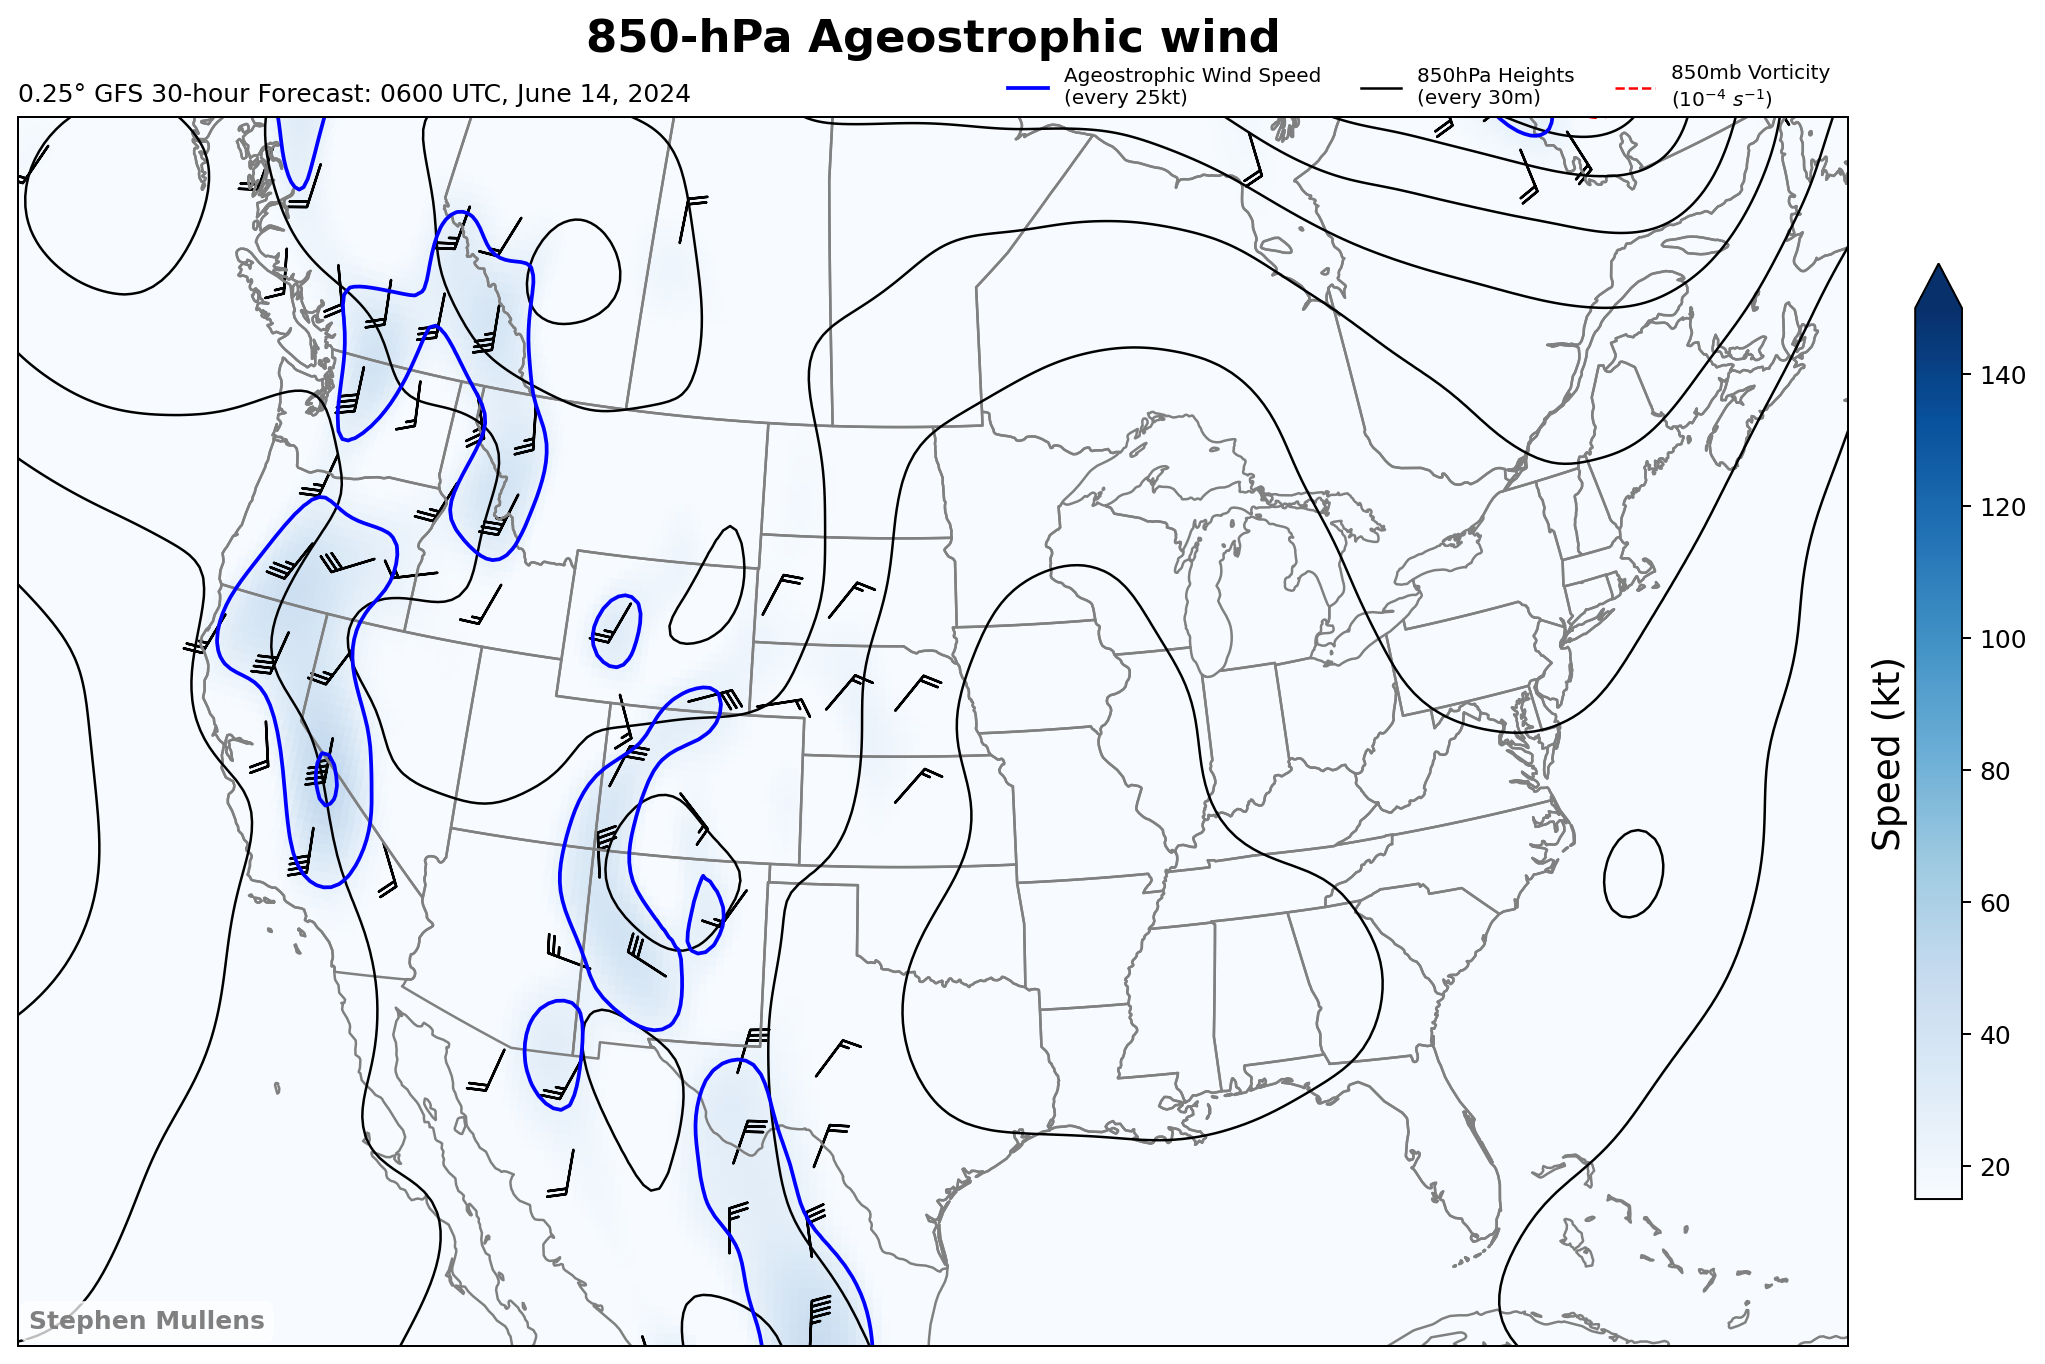 850-hPa Ageostrophic wind
0.25° GFS 30-hour Forecast: 0600 UTC, June 14, 2024
Ageostrophic Wind Speed
(every 25kt)
850hPa Heights
(every 30m)
850mb Vorticity
(10⁻⁴ s⁻¹)
140
120
100
80
60
40
20
Speed (kt)
Stephen Mullens